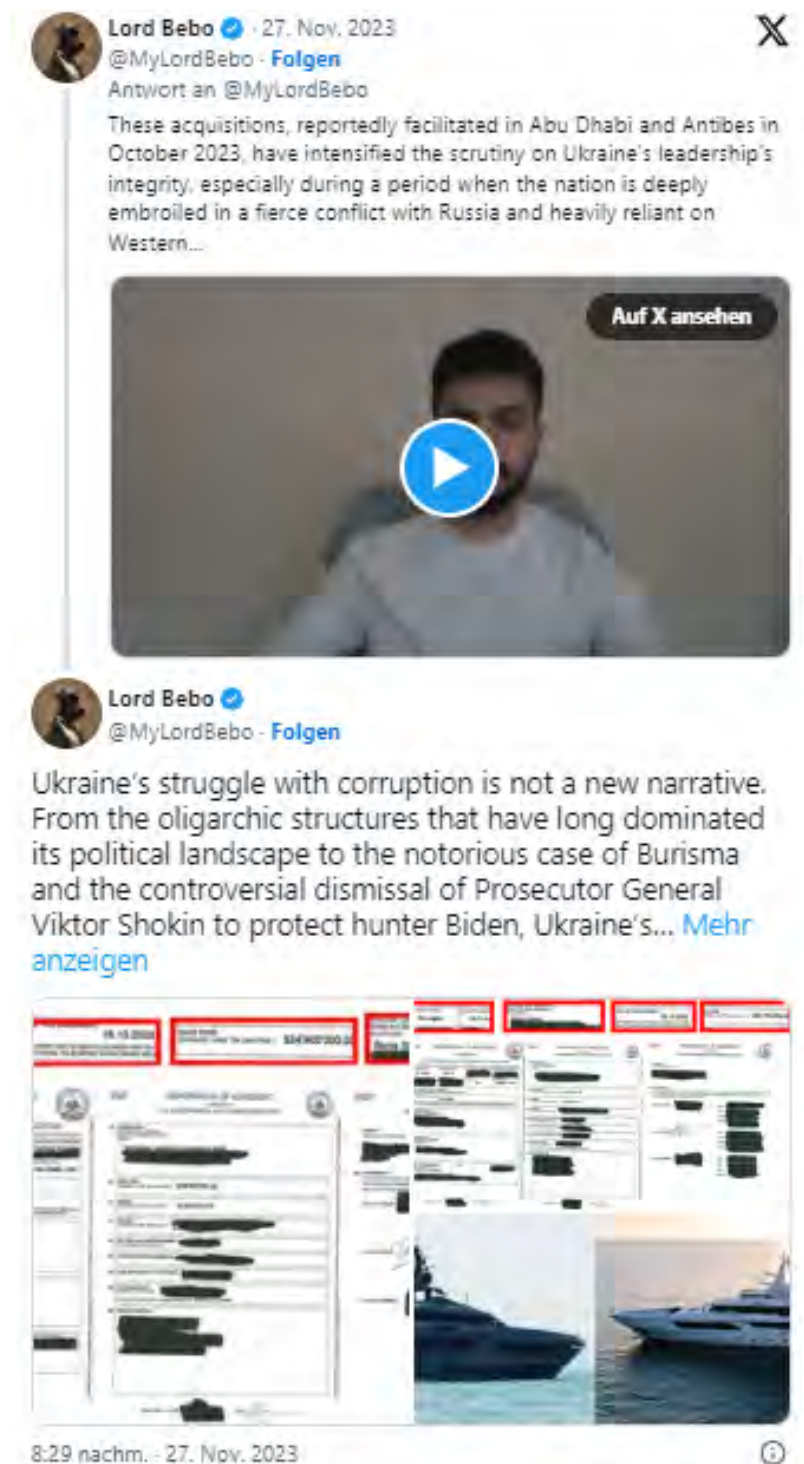 Lord Bebo · 27. Nov. 2023
@MyLordBebo · Folgen
Antwort an @MyLordBebo
These acquisitions, reportedly facilitated in Abu Dhabi and Antibes in
October 2023, have intensified the scrutiny on Ukraine's leadership's
integrity, especially during a period when the nation is deeply
embroiled in a fierce conflict with Russia and heavily reliant on
Western...
Auf X ansehen
Lord Bebo
@MyLordBebo · Folgen
Ukraine's struggle with corruption is not a new narrative.
From the oligarchic structures that have long dominated
its political landscape to the notorious case of Burisma
and the controversial dismissal of Prosecutor General
Viktor Shokin to protect hunter Biden, Ukraine's... Mehr
anzeigen
8:29 nachm. · 27. Nov. 2023